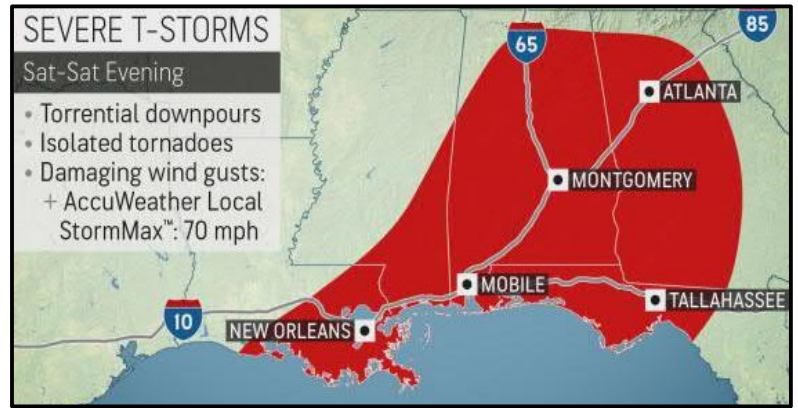 SEVERE T-STORMS
Sat-Sat Evening
• Torrential downpours
• Isolated tornadoes
• Damaging wind gusts:
+ AccuWeather Local
StormMax™: 70 mph
85
65
ATLANTA
MONTGOMERY
MOBILE
TALLAHASSEE
10
NEW ORLEANS